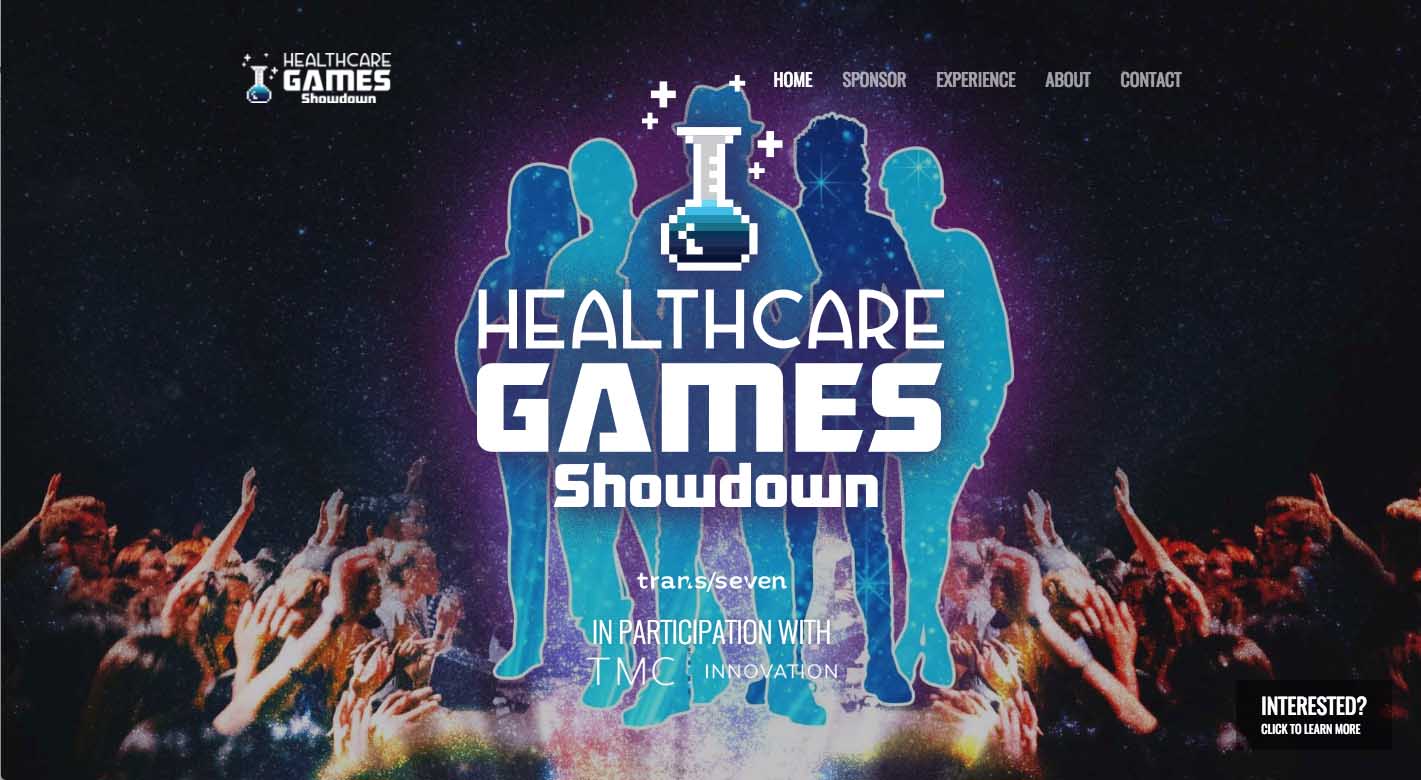 HEALTHCARE
GAMES
Showdown
HOME SPONSOR EXPERIENCE ABOUT CONTACT
HEALTHCARE
GAMES
Showdown
trans/seven
IN PARTICIPATION WITH
TMC INNOVATION
INTERESTED?
CLICK TO LEARN MORE